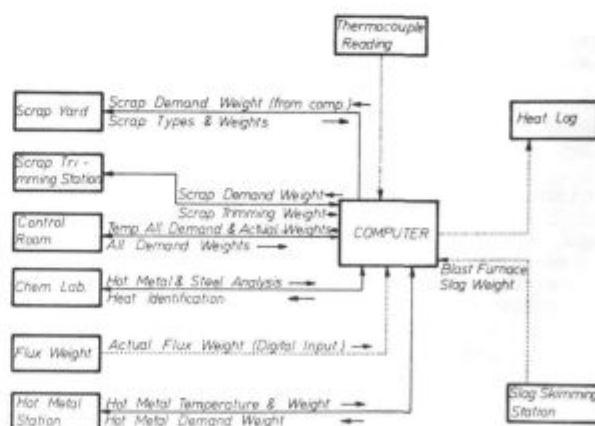 Thermocouple
Reading
Scrap Yard
Scrap Demand Weight (from comp.)
Scrap Types & Weights
Heat Log
Scrap Tri -
mming Station
Scrap Demand Weight
Scrap Trimming Weight
Control
Room
Temp All Demand & Actual Weights
All Demand Weights
COMPUTER
Chem Lab.
Hot Metal & Steel Analysis
Heat Identification
Blast Furnace
Slag Weight
Flux Weight
Actual Flux Weight (Digital Input)
Hot Metal
Station
Hot Metal Temperature & Weight
Hot Metal Demand Weight
Slag Skimming
Station